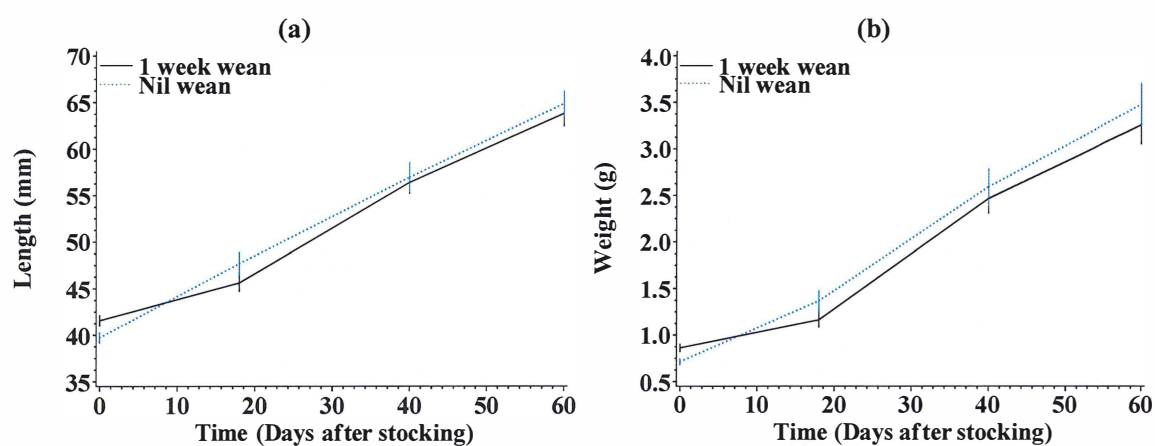 (a)
70
65
60
55
50
45
40
35
Length (mm)
1 week wean
Nil wean
0 10 20 30 40 50 60
Time (Days after stocking)
(b)
4.0
3.5
3.0
2.5
2.0
1.5
1.0
0.5
Weight (g)
1 week wean
Nil wean
0 10 20 30 40 50 60
Time (Days after stocking)